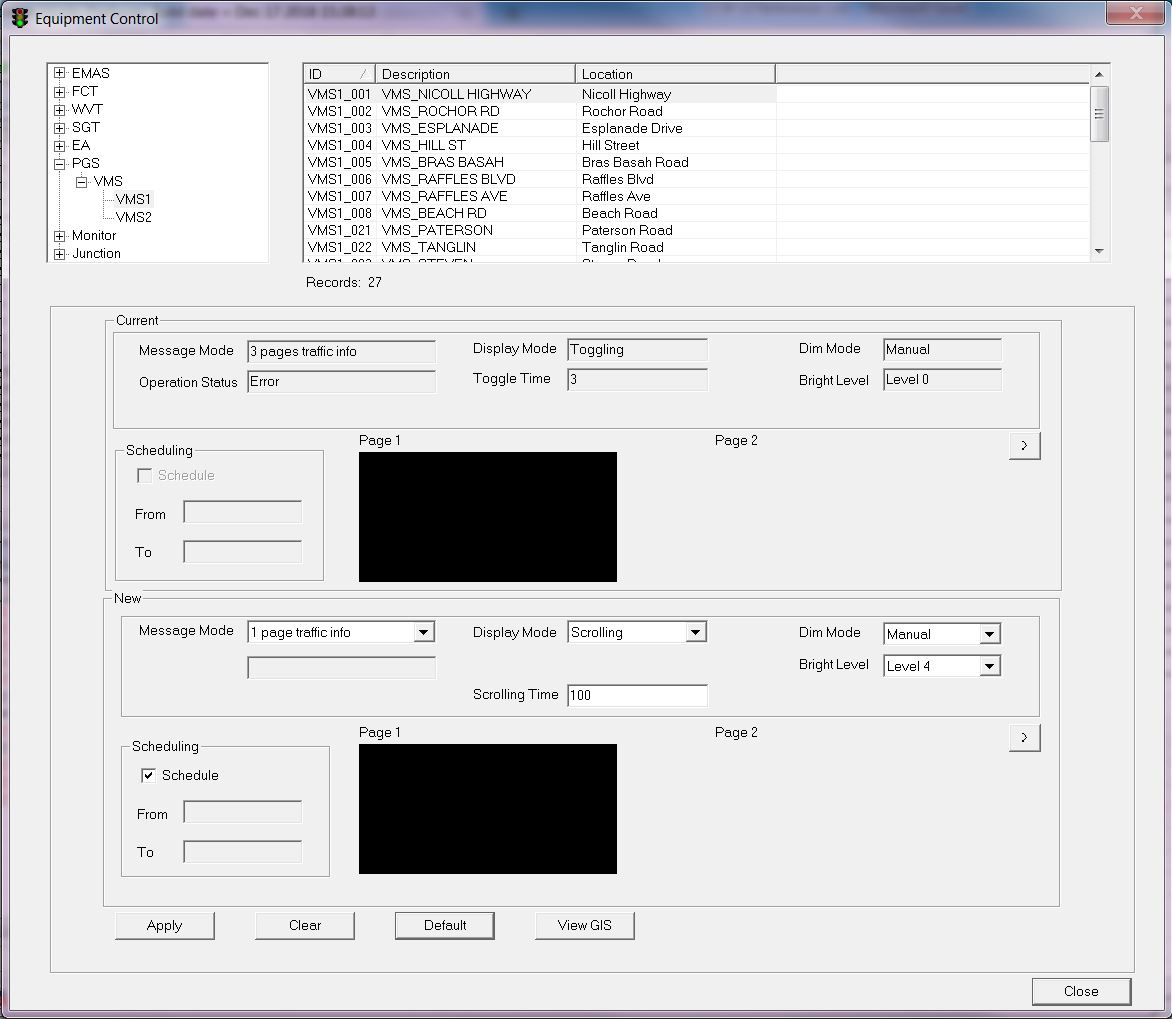 Equipment Control
EMAS
FCT
WVT
SGT
EA
PGS
VMS
VMS1
VMS2
Monitor
Junction
ID Description Location
VMS1_001 VMS_NICOLL HIGHWAY Nicoll Highway
VMS1_002 VMS_ROCHOR RD Rochor Road
VMS1_003 VMS_ESPLANADE Esplanade Drive
VMS1_004 VMS_HILL ST Hill Street
VMS1_005 VMS_BRAS BASAH Bras Basah Road
VMS1_006 VMS_RAFFLES BLVD Raffles Blvd
VMS1_007 VMS_RAFFLES AVE Raffles Ave
VMS1_008 VMS_BEACH RD Beach Road
VMS1_021 VMS_PATERSON Paterson Road
VMS1_022 VMS_TANGLIN Tanglin Road
Records: 27
Current
Message Mode 3 pages traffic info Display Mode Toggling Dim Mode Manual
Operation Status Error Toggle Time 3 Bright Level Level 0
Page 1 Page 2 >
Scheduling
Schedule
From
To
New
Message Mode 1 page traffic info Display Mode Scrolling Dim Mode Manual
Bright Level Level 4
Scrolling Time 100
Page 1 Page 2 >
Scheduling
Schedule
From
To
Apply Clear Default View GIS
Close